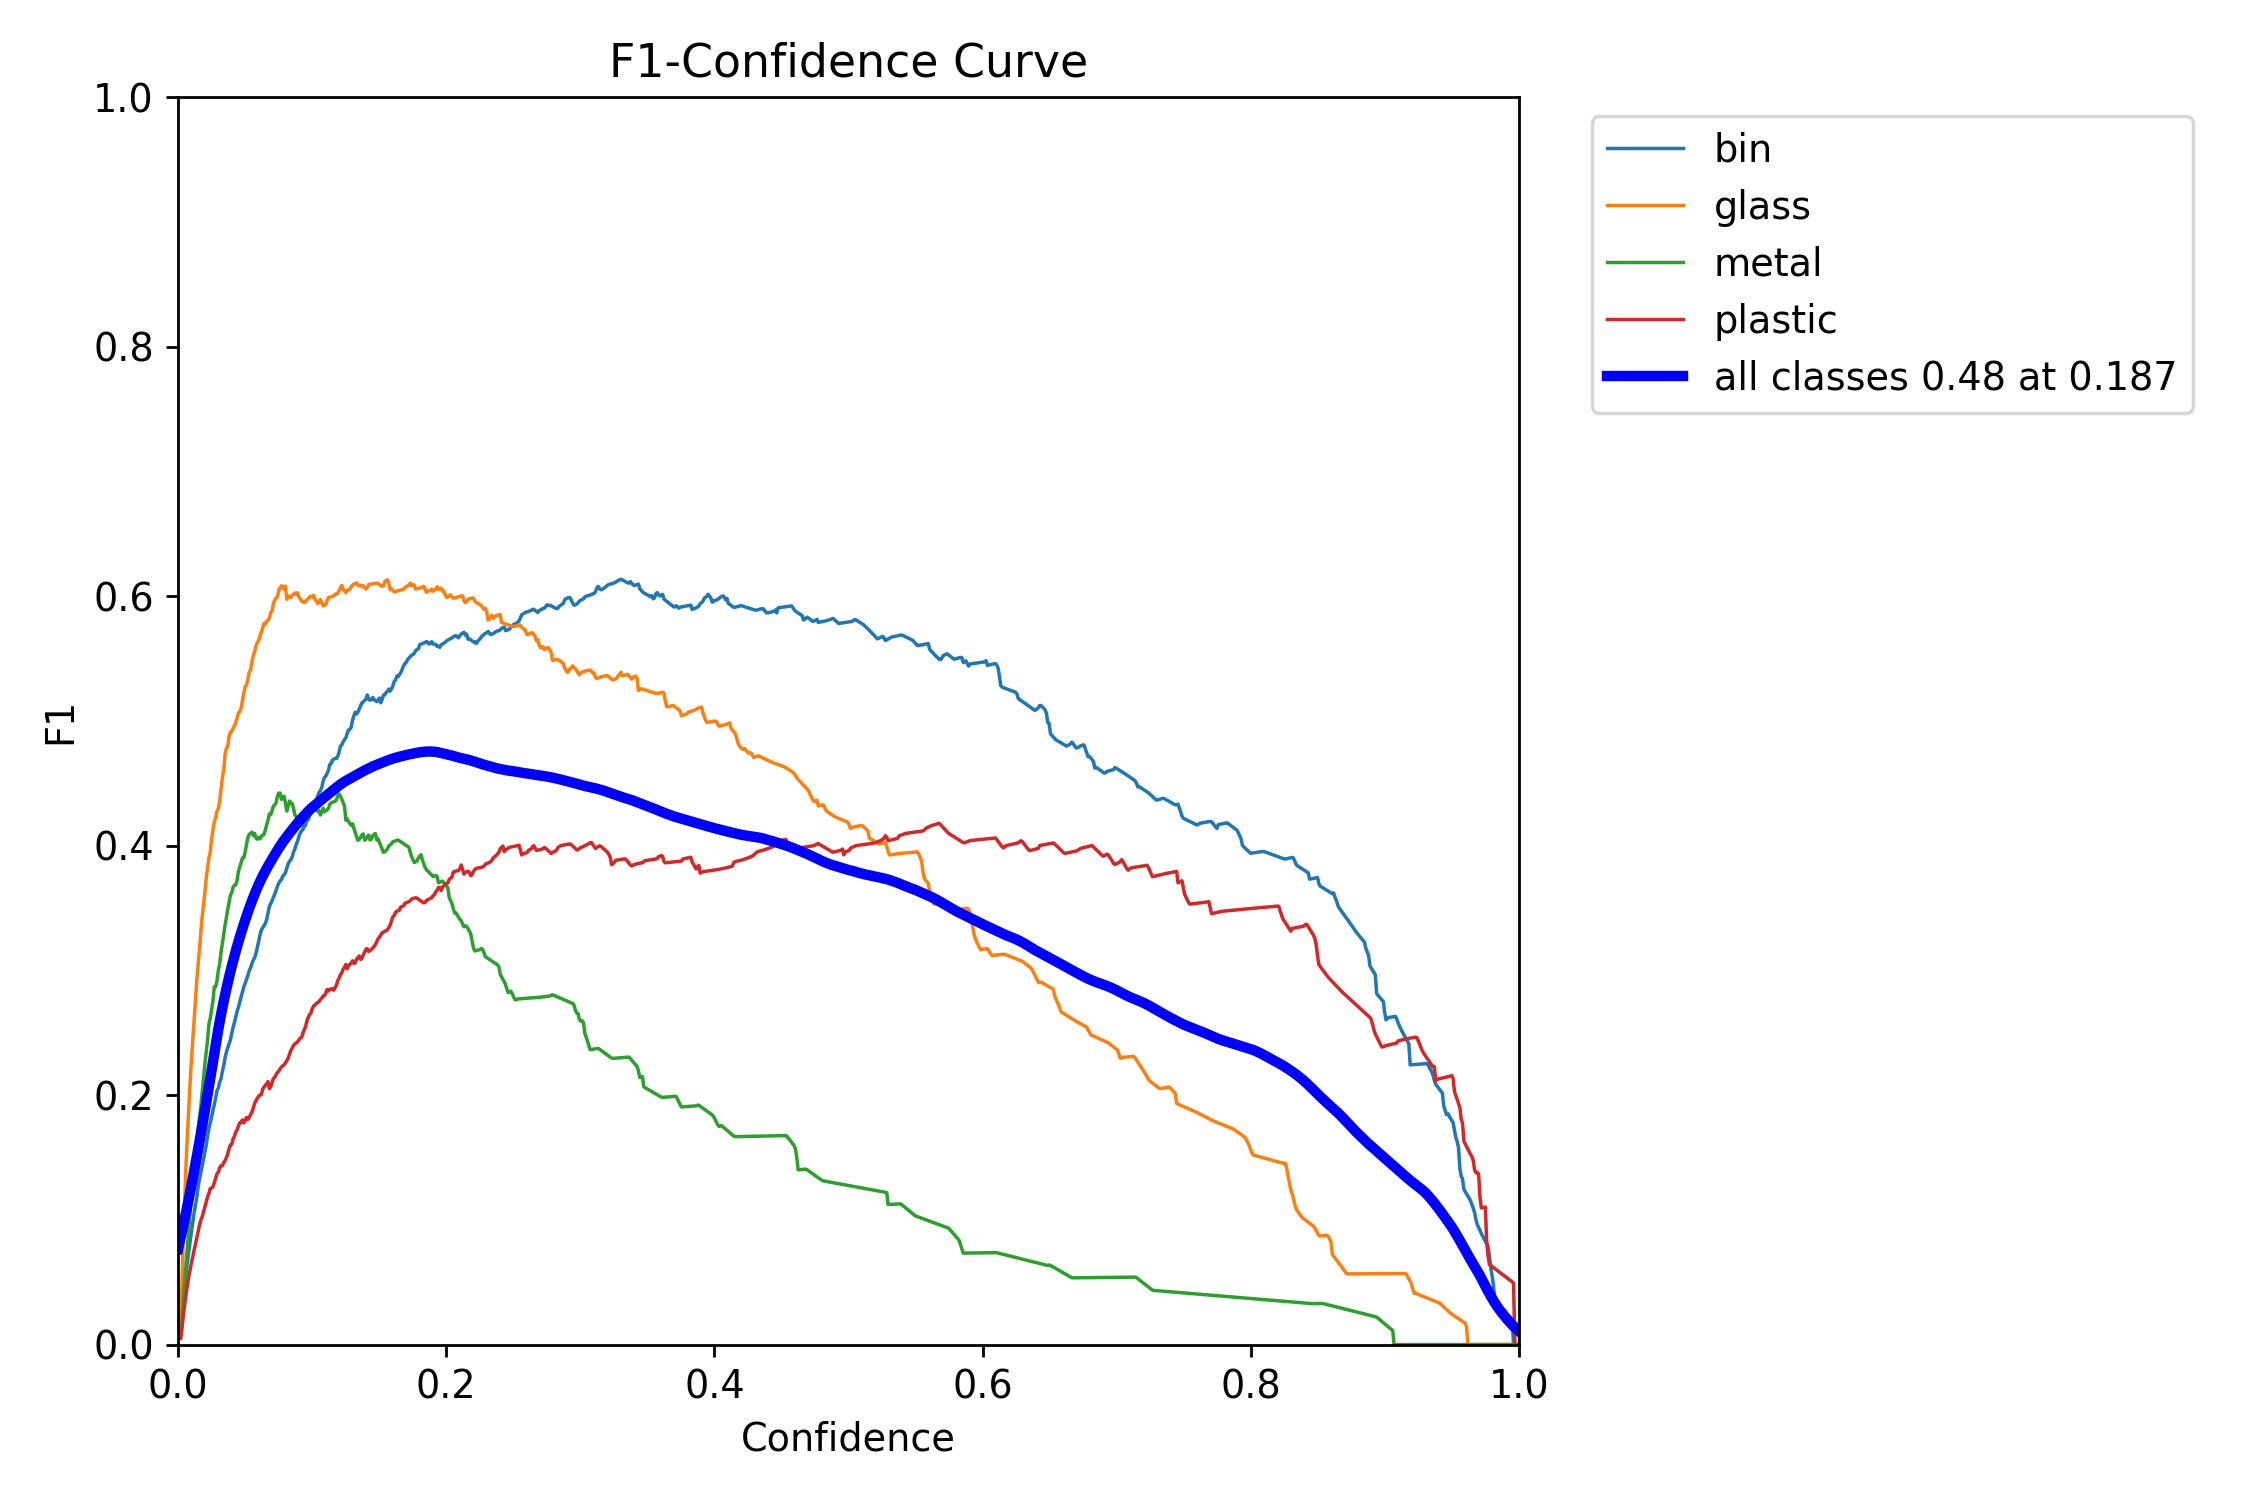 F1-Confidence Curve
1.0
0.8
0.6
0.4
0.2
0.0
F1
0.0 0.2 0.4 0.6 0.8 1.0
Confidence
bin
glass
metal
plastic
all classes 0.48 at 0.187